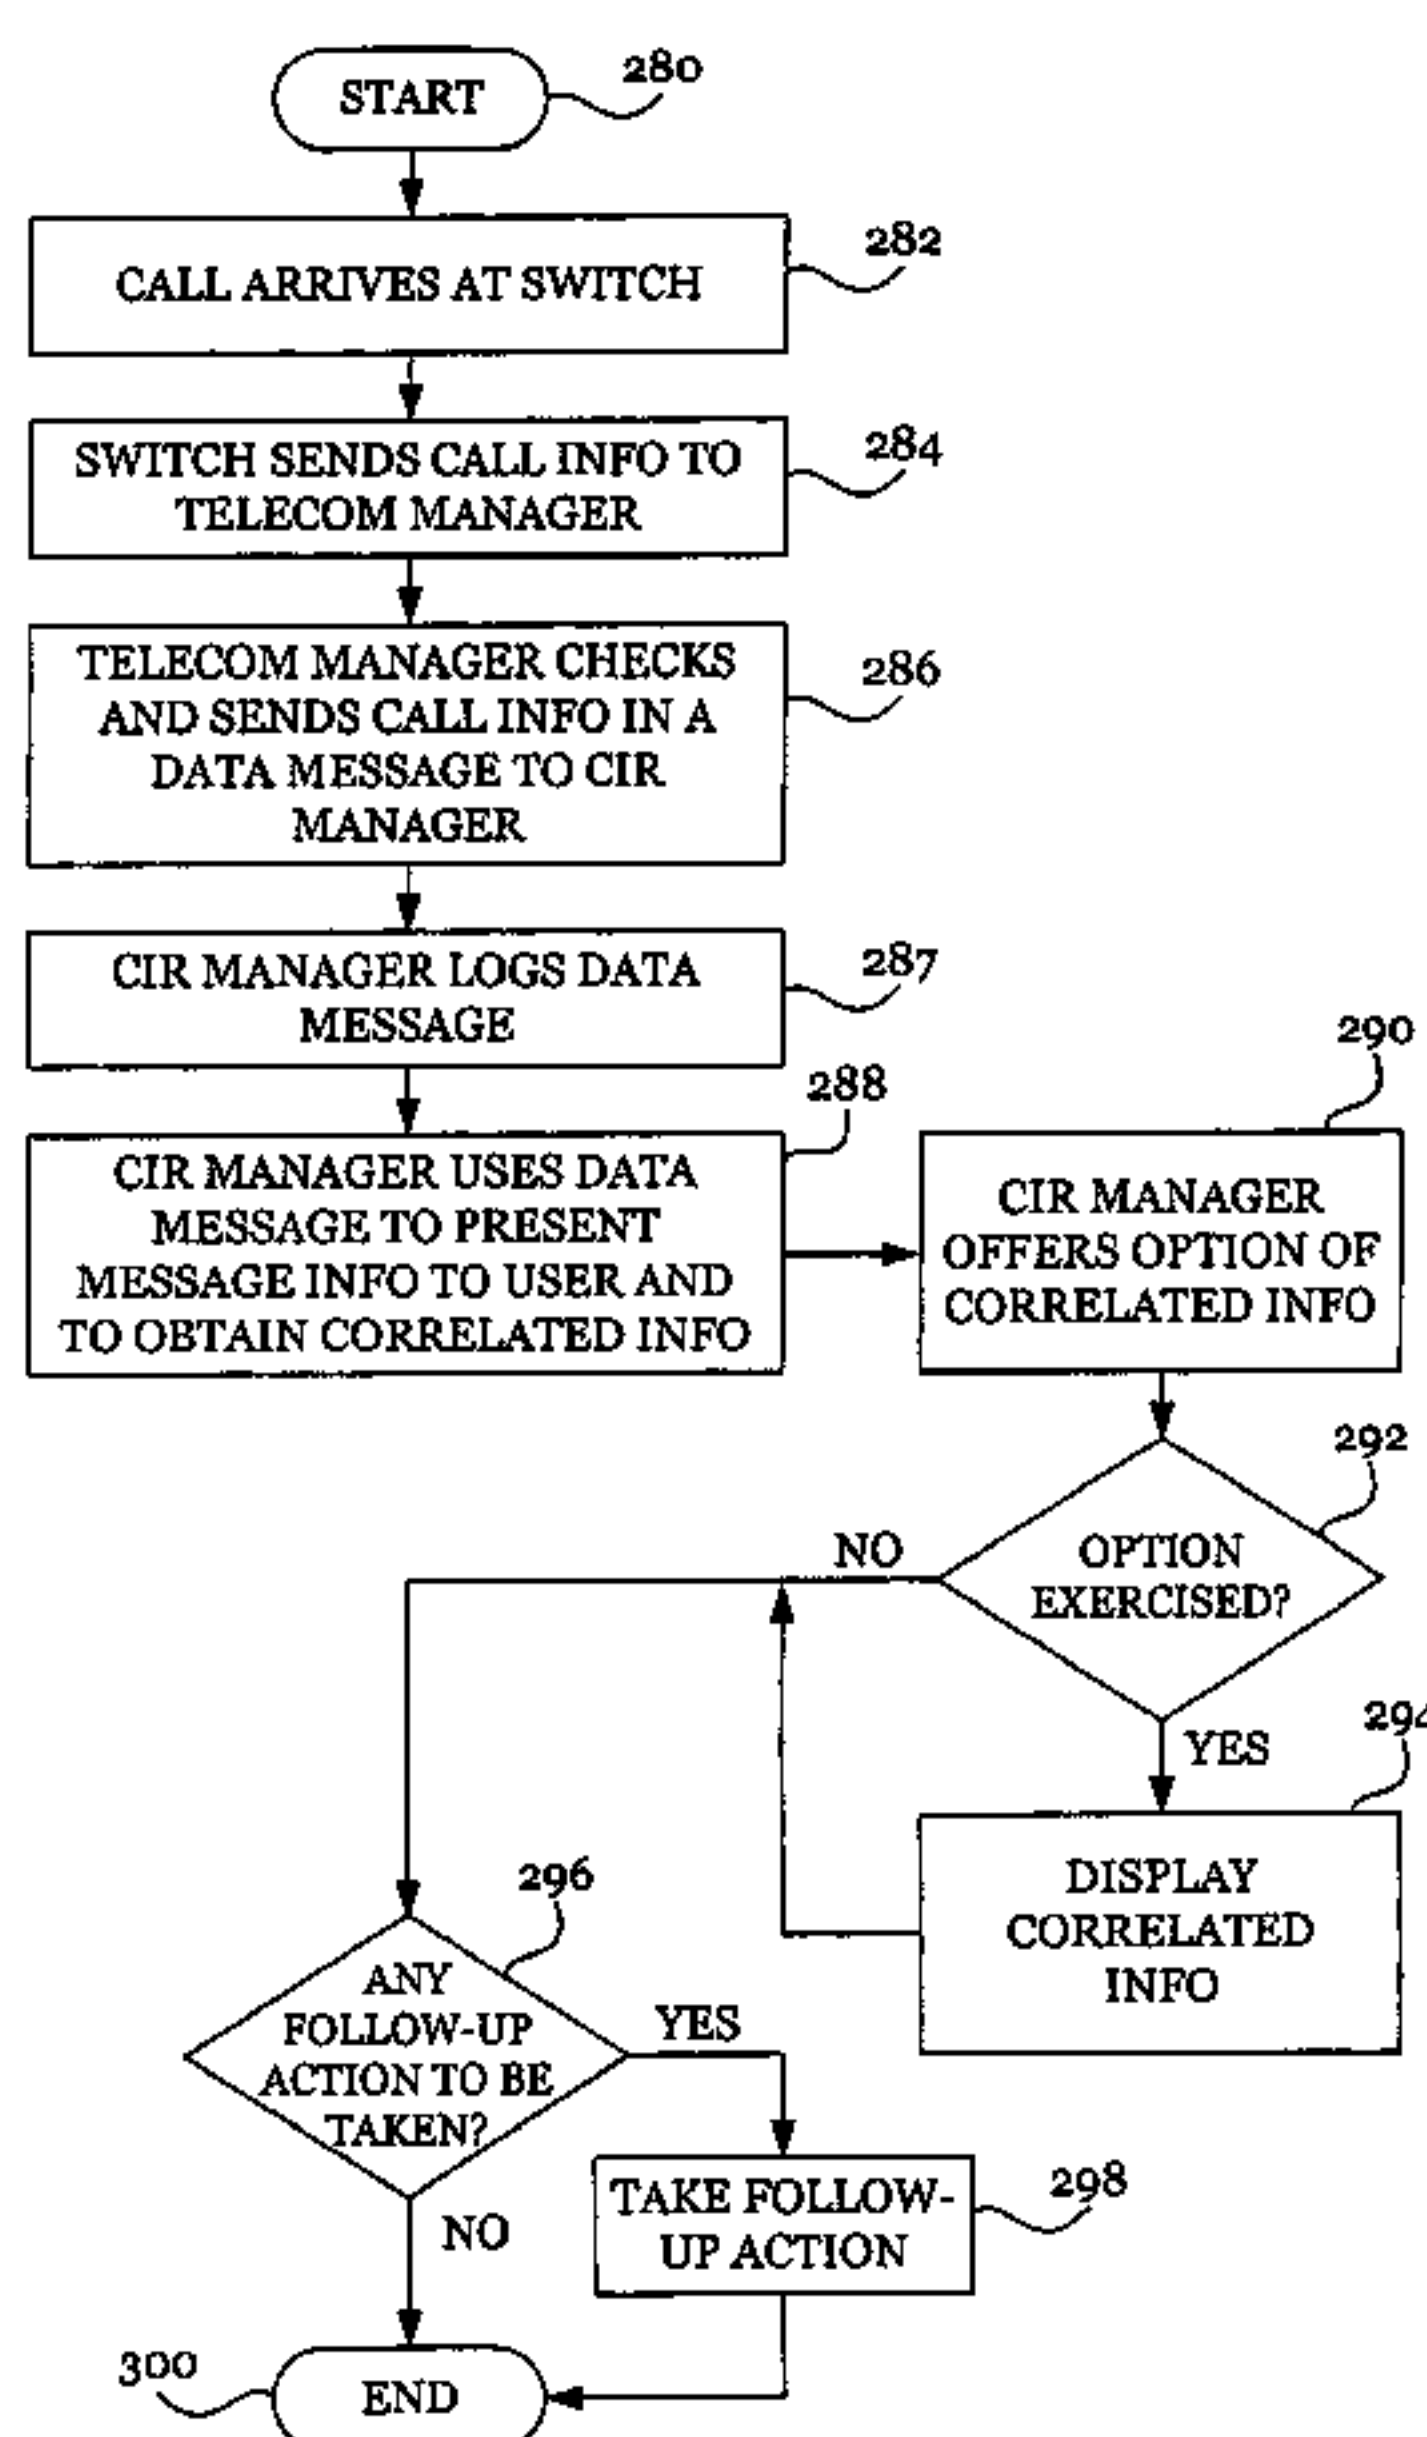 START
280
CALL ARRIVES AT SWITCH
282
SWITCH SENDS CALL INFO TO
TELECOM MANAGER
284
TELECOM MANAGER CHECKS
AND SENDS CALL INFO IN A
DATA MESSAGE TO CIR
MANAGER
286
CIR MANAGER LOGS DATA
MESSAGE
287
CIR MANAGER USES DATA
MESSAGE TO PRESENT
MESSAGE INFO TO USER AND
TO OBTAIN CORRELATED INFO
288
CIR MANAGER
OFFERS OPTION OF
CORRELATED INFO
290
OPTION
EXERCISED?
292
NO
YES
DISPLAY
CORRELATED
INFO
294
ANY
FOLLOW-UP
ACTION TO BE
TAKEN?
296
YES
NO
TAKE FOLLOW-
UP ACTION
298
END
300